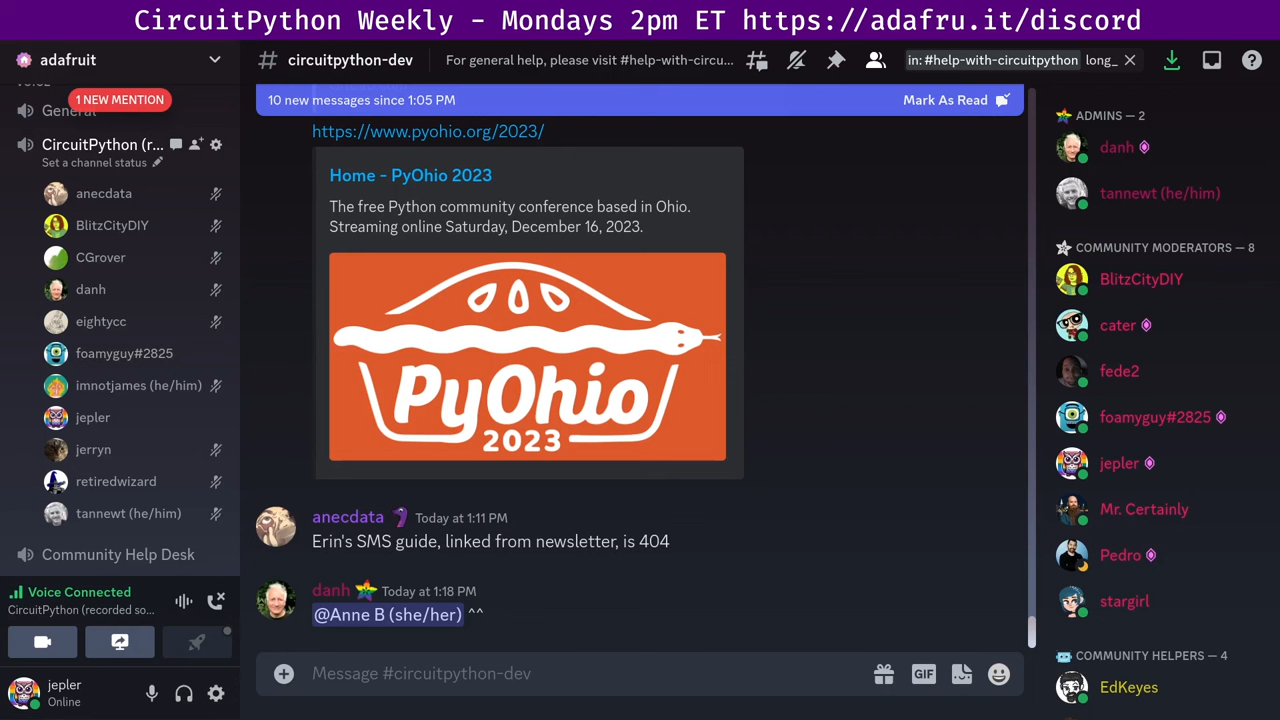 CircuitPython Weekly - Mondays 2pm ET https://adafru.it/discord
adafruit
1 NEW MENTION
General
CircuitPython (r...
Set a channel status
anecdata
BlitzCityDIY
CGrover
danh
eightycc
foamyguy#2825
imnotjames (he/him)
jepler
jerryn
retiredwizard
tannewt (he/him)
Community Help Desk
Voice Connected
CircuitPython (recorded so...
jepler
Online
circuitpython-dev
For general help, please visit #help-with-circu...
in: #help-with-circuitpython long_
10 new messages since 1:05 PM
Mark As Read
https://www.pyohio.org/2023/
Home - PyOhio 2023
The free Python community conference based in Ohio.
Streaming online Saturday, December 16, 2023.
PyOhio
2023
anecdata Today at 1:11 PM
Erin's SMS guide, linked from newsletter, is 404
danh Today at 1:18 PM
@Anne B (she/her) ^^
Message #circuitpython-dev
GIF
ADMINS — 2
danh
tannewt (he/him)
COMMUNITY MODERATORS — 8
BlitzCityDIY
cater
fede2
foamyguy#2825
jepler
Mr. Certainly
Pedro
stargirl
COMMUNITY HELPERS — 4
EdKeyes